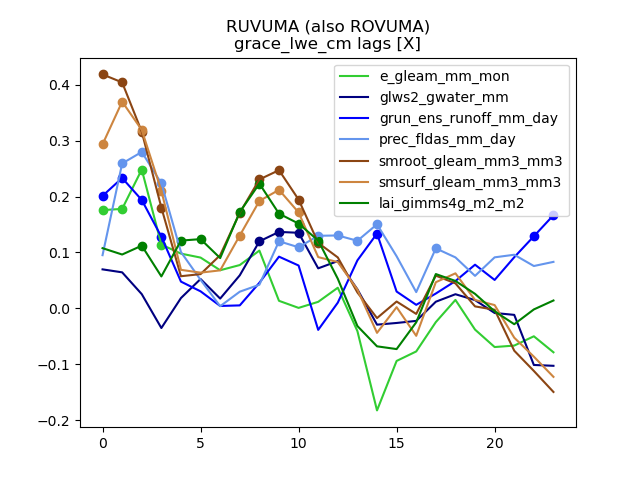 RUVUMA (also ROVUMA)
grace_lwe_cm lags [X]
e_gleam_mm_mon
glws2_gwater_mm
grun_ens_runoff_mm_day
prec_fldas_mm_day
smroot_gleam_mm3_mm3
smsurf_gleam_mm3_mm3
lai_gimms4g_m2_m2
0.4
0.3
0.2
0.1
0.0
−0.1
−0.2
0 5 10 15 20